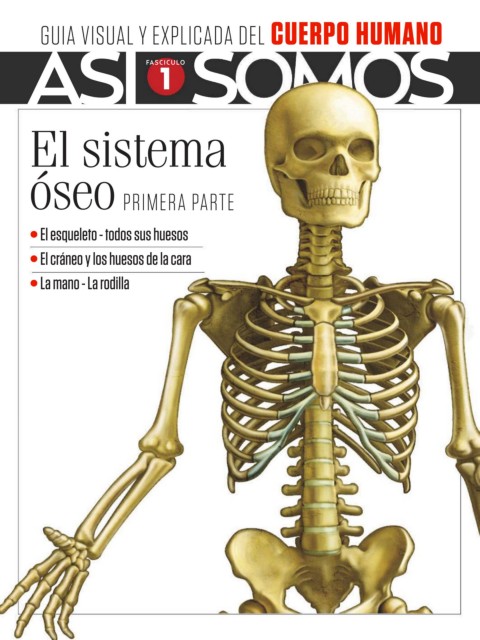 GUIA VISUAL Y EXPLICADA DEL CUERPO HUMANO
ASI SOMOS
FASCÍCULO
1
El sistema
óseo PRIMERA PARTE
El esqueleto - todos sus huesos
El cráneo y los huesos de la cara
La mano - La rodilla